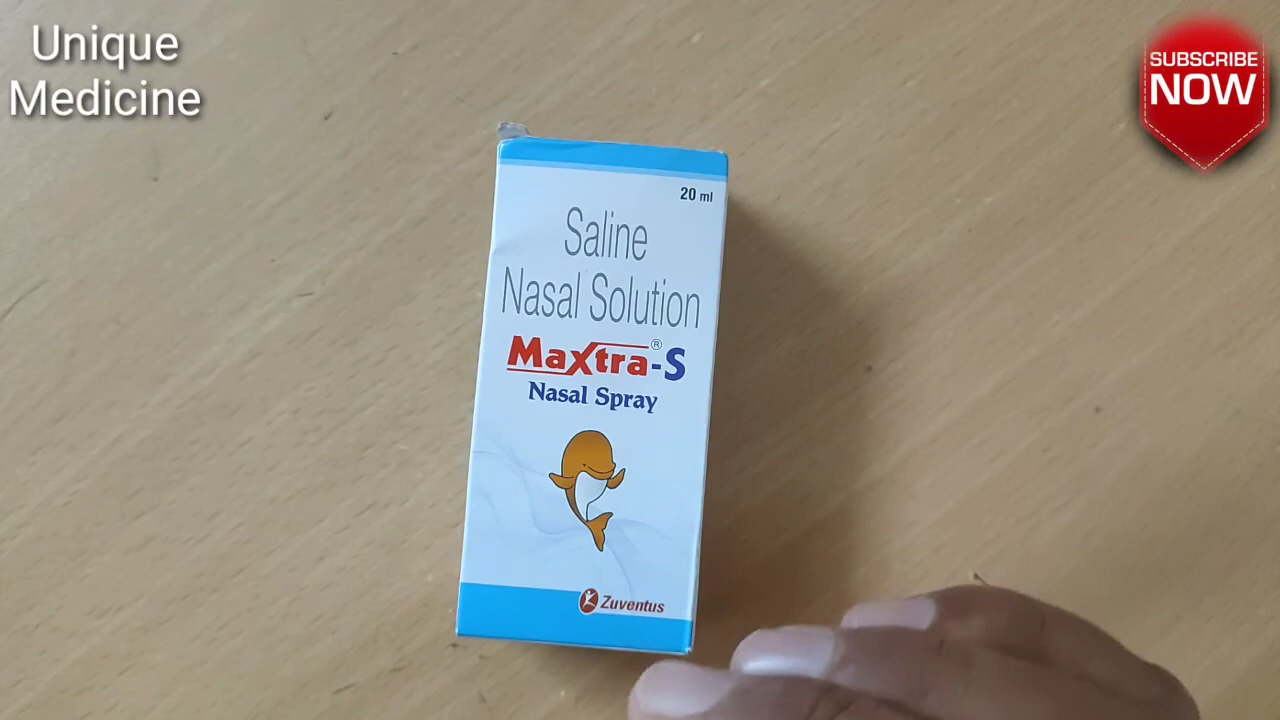 Unique
Medicine
SUBSCRIBE
NOW
20 ml
Saline
Nasal Solution
Maxtra®-S
Nasal Spray
Zuventus